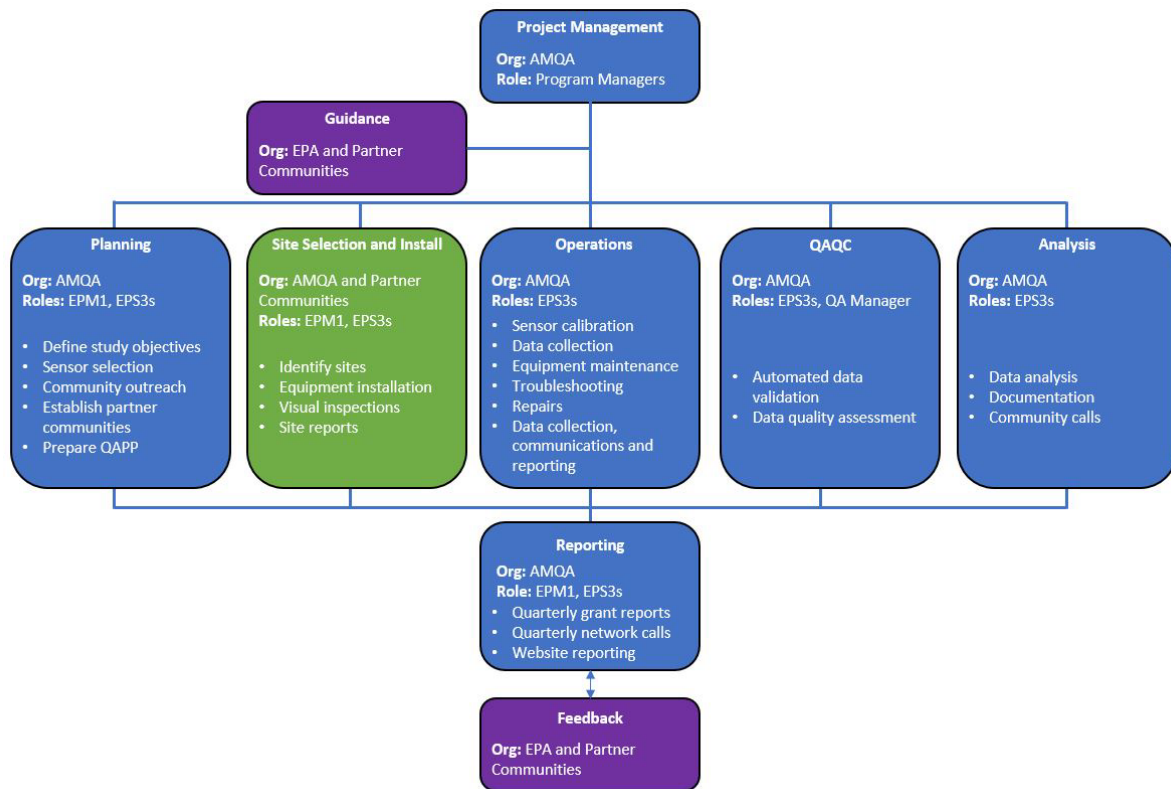 Project Management
Org: AMQA
Role: Program Managers
Guidance
Org: EPA and Partner
Communities
Planning
Org: AMQA
Roles: EPM1, EPS3s
• Define study objectives
• Sensor selection
• Community outreach
• Establish partner
communities
• Prepare QAPP
Site Selection and Install
Org: AMQA and Partner
Communities
Roles: EPM1, EPS3s
• Identify sites
• Equipment installation
• Visual inspections
• Site reports
Operations
Org: AMQA
Roles: EPS3s
• Sensor calibration
• Data collection
• Equipment maintenance
• Troubleshooting
• Repairs
• Data collection,
communications and
reporting
QAQC
Org: AMQA
Roles: EPS3s, QA Manager
• Automated data
validation
• Data quality assessment
Analysis
Org: AMQA
Roles: EPS3s
• Data analysis
• Documentation
• Community calls
Reporting
Org: AMQA
Role: EPM1, EPS3s
• Quarterly grant reports
• Quarterly network calls
• Website reporting
Feedback
Org: EPA and Partner
Communities